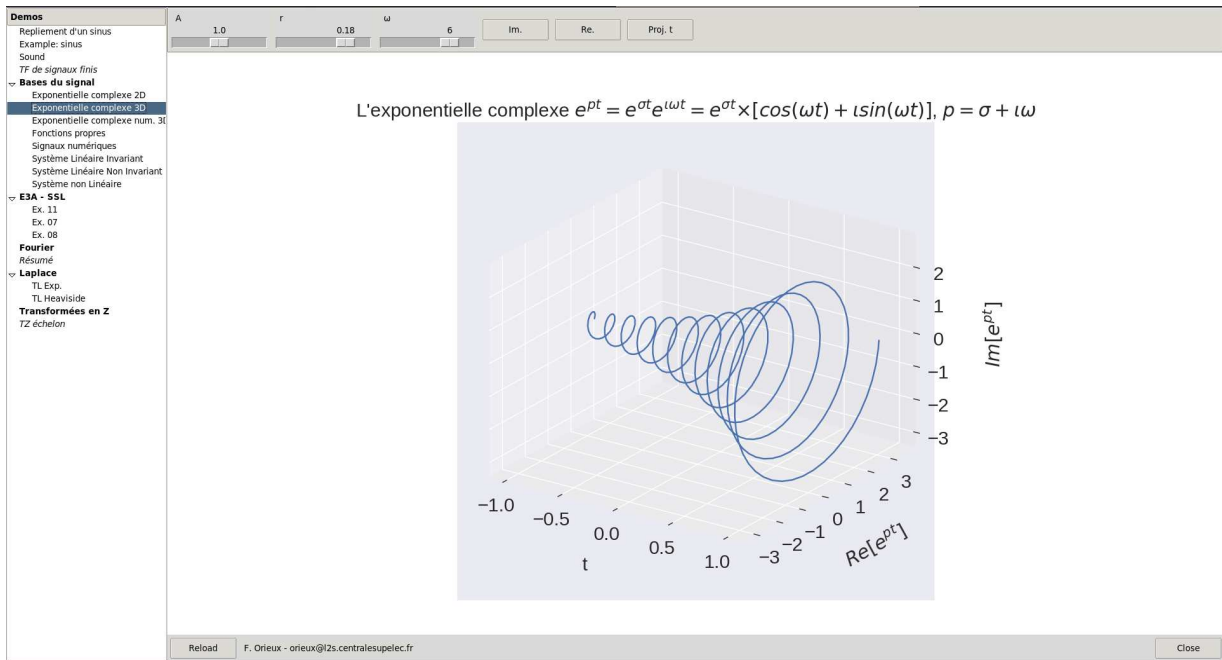 Demos
Repliement d'un sinus
Example: sinus
Sound
TF de signaux finis
Bases du signal
Exponentielle complexe 2D
Exponentielle complexe 3D
Exponentielle complexe num. 3D
Fonctions propres
Signaux numériques
Système Linéaire Invariant
Système Linéaire Non Invariant
Système non Linéaire
E3A - SSL
Ex. 11
Ex. 07
Ex. 08
Fourier
Résumé
Laplace
TL Exp.
TL Heaviside
Transformées en Z
TZ échelon
A r ω
1.0 0.18 6
Im. Re. Proj. t
L'exponentielle complexe e^{pt} = e^{σt}e^{ιωt} = e^{σt}×[cos(ωt) + ιsin(ωt)], p = σ + ιω
2
1
0
−1
−2
−3
Im[e^{pt}]
−1.0 −0.5 0.0 0.5 1.0
t
−3 −2 −1 0 1 2 3
Re[e^{pt}]
Reload F. Orieux - orieux@l2s.centralesupelec.fr Close